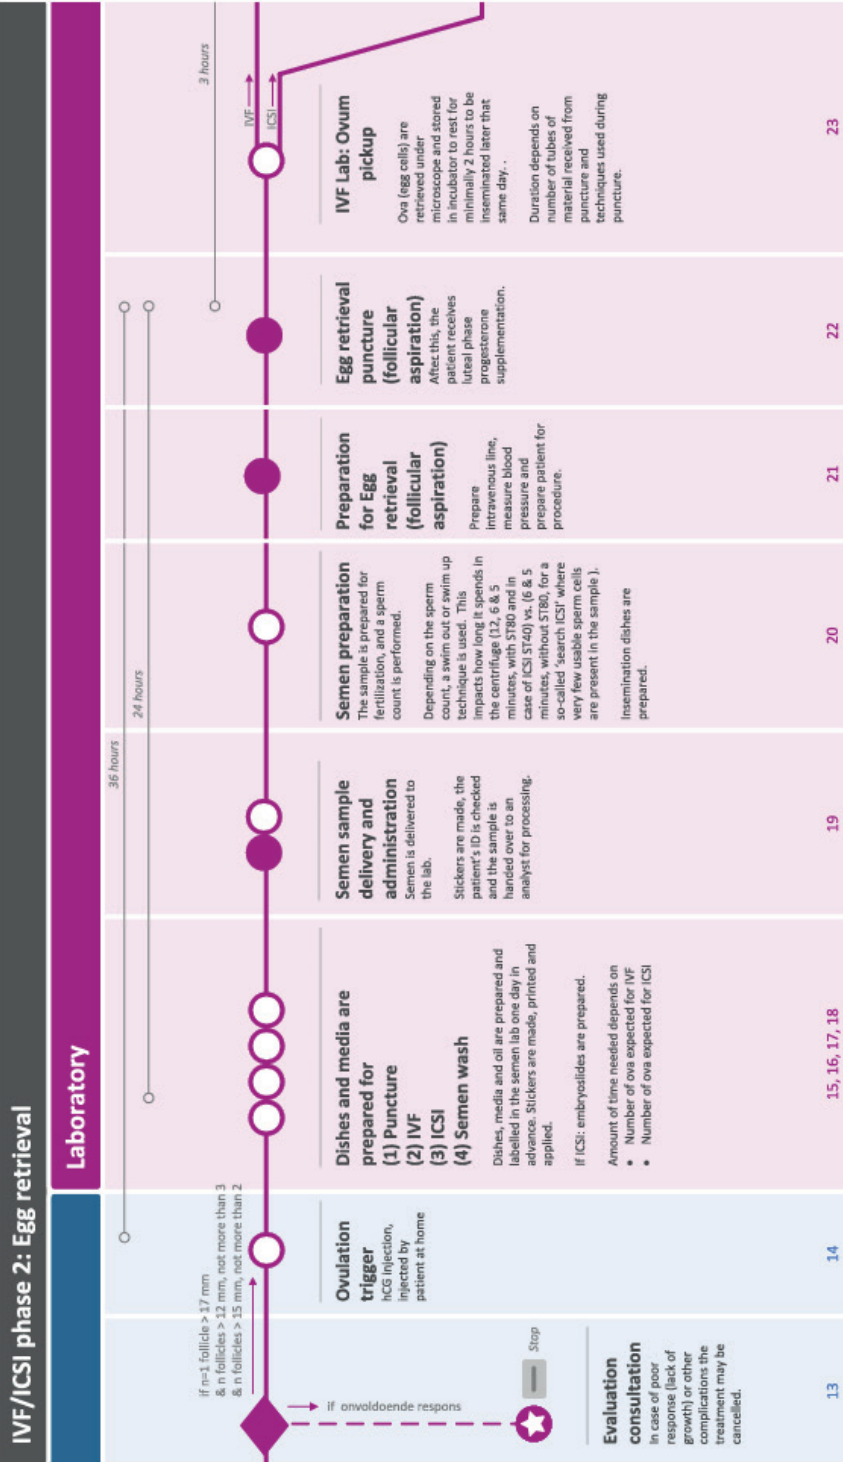 IVF/ICSI phase 2: Egg retrieval
Laboratory
36 hours
24 hours
3 hours
if n=1 follicle > 17 mm
& n follicles > 12 mm, not more than 3
& n follicles > 15 mm, not more than 2
if onvoldoende respons
Stop
Evaluation
consultation
In case of poor
response (lack of
growth) or other
complications the
treatment may be
cancelled.
13
Ovulation
trigger
hCG injection,
injected by
patient at home
14
Dishes and media are
prepared for
(1) Puncture
(2) IVF
(3) ICSI
(4) Semen wash
Dishes, media and oil are prepared and
labelled in the semen lab one day in
advance. Stickers are made, printed and
applied.
If ICSI: embryoslides are prepared.
Amount of time needed depends on
• Number of ova expected for IVF
• Number of ova expected for ICSI
15, 16, 17, 18
Semen sample
delivery and
administration
Semen is delivered to
the lab.
Stickers are made, the
patient's ID is checked
and the sample is
handed over to an
analyst for processing.
19
Semen preparation
The sample is prepared for
fertilization, and a sperm
count is performed.
Depending on the sperm
count, a swim out or swim up
technique is used. This
impacts how long it spends in
the centrifuge (12, 6 & 5
minutes, with ST80 and in
case of ICSI ST40) vs. (6 & 5
minutes, without ST80, for a
so-called 'search ICSI' where
very few usable sperm cells
are present in the sample ).
Insemination dishes are
prepared.
20
Preparation
for Egg
retrieval
(follicular
aspiration)
Prepare
intravenous line,
measure blood
pressure and
prepare patient for
procedure.
21
Egg retrieval
puncture
(follicular
aspiration)
After this, the
patient receives
luteal phase
progesterone
supplementation.
22
IVF
ICSI
IVF Lab: Ovum
pickup
Ova (egg cells) are
retrieved under
microscope and stored
in incubator to rest for
minimally 2 hours to be
inseminated later that
same day. .
Duration depends on
number of tubes of
material received from
puncture and
techniques used during
puncture.
23